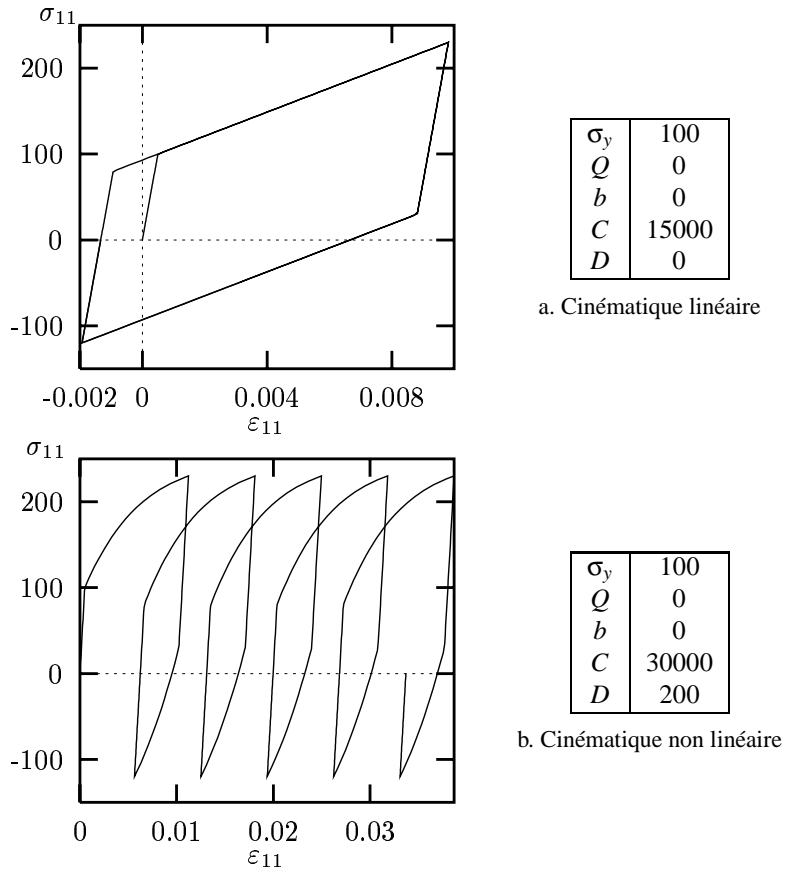 σ11
200
100
0
-100
-0.002 0 0.004 0.008
ε11
σy 100
Q 0
b 0
C 15000
D 0
a. Cinématique linéaire
σ11
200
100
0
-100
0 0.01 0.02 0.03
ε11
σy 100
Q 0
b 0
C 30000
D 200
b. Cinématique non linéaire